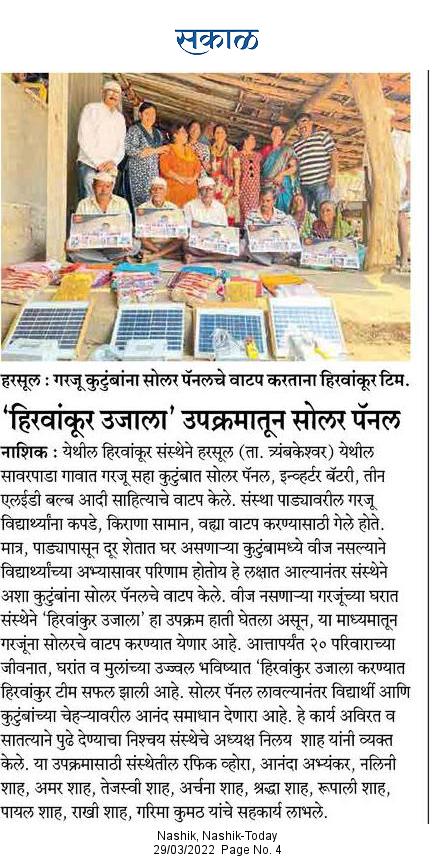 सकाळ
हरसूल : गरजू कुटुंबांना सोलर पॅनलचे वाटप करताना हिरवांकूर टिम.
‘हिरवांकूर उजाला’ उपक्रमातून सोलर पॅनल
नाशिक : येथील हिरवांकूर संस्थेने हरसूल (ता. त्र्यंबकेश्वर) येथील
सावरपाडा गावात गरजू सहा कुटुंबात सोलर पॅनल, इन्व्हर्टर बॅटरी, तीन
एलईडी बल्ब आदी साहित्याचे वाटप केले. संस्था पाड्यावरील गरजू
विद्यार्थ्यांना कपडे, किराणा सामान, वह्या वाटप करण्यासाठी गेले होते.
मात्र, पाड्यापासून दूर शेतात घर असणाऱ्या कुटुंबामध्ये वीज नसल्याने
विद्यार्थ्यांच्या अभ्यासावर परिणाम होतोय हे लक्षात आल्यानंतर संस्थेने
अशा कुटुंबांना सोलर पॅनलचे वाटप केले. वीज नसणाऱ्या गरजूंच्या घरात
संस्थेने ‘हिरवांकुर उजाला’ हा उपक्रम हाती घेतला असून, या माध्यमातून
गरजूंना सोलरचे वाटप करण्यात येणार आहे. आत्तापर्यंत २० परिवाराच्या
जीवनात, घरांत व मुलांच्या उज्ज्वल भविष्यात ‘हिरवांकुर उजाला करण्यात
हिरवांकुर टिम सफल झाली आहे. सोलर पॅनल लावल्यानंतर विद्यार्थी आणि
कुटुंबांच्या चेहऱ्यावरील आनंद समाधान देणारा आहे. हे कार्य अविरत व
सातत्याने पुढे देण्याचा निश्चय संस्थेचे अध्यक्ष निलय शाह यांनी व्यक्त
केले. या उपक्रमासाठी संस्थेतील रफिक व्होरा, आनंदा अभ्यंकर, नलिनी
शाह, अमर शाह, तेजस्वी शाह, अर्चना शाह, श्रद्धा शाह, रूपाली शाह,
पायल शाह, राखी शाह, गरिमा कुमठ यांचे सहकार्य लाभले.
Nashik, Nashik-Today
29/03/2022 Page No. 4